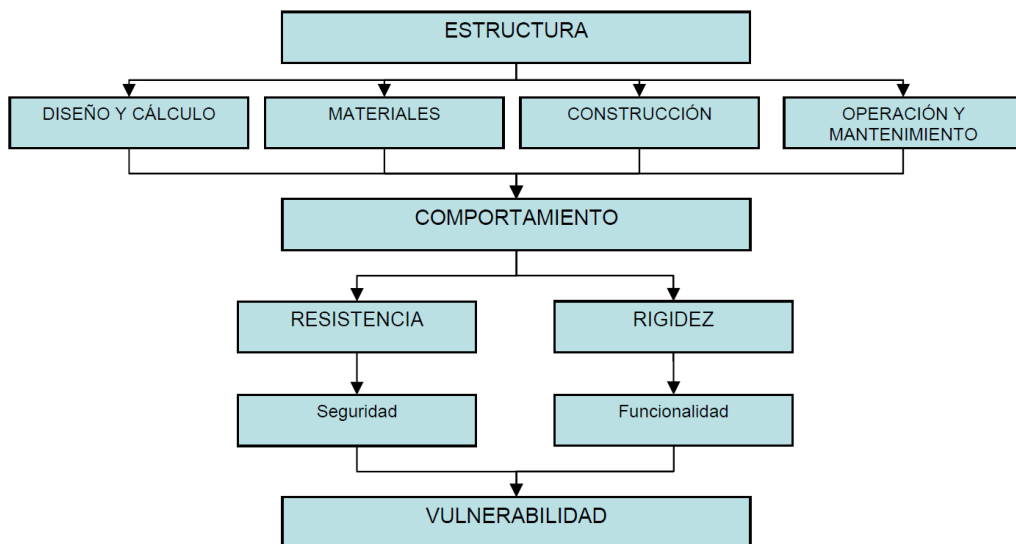 ESTRUCTURA
DISEÑO Y CÁLCULO
MATERIALES
CONSTRUCCIÓN
OPERACIÓN Y
MANTENIMIENTO
COMPORTAMIENTO
RESISTENCIA
RIGIDEZ
Seguridad
Funcionalidad
VULNERABILIDAD